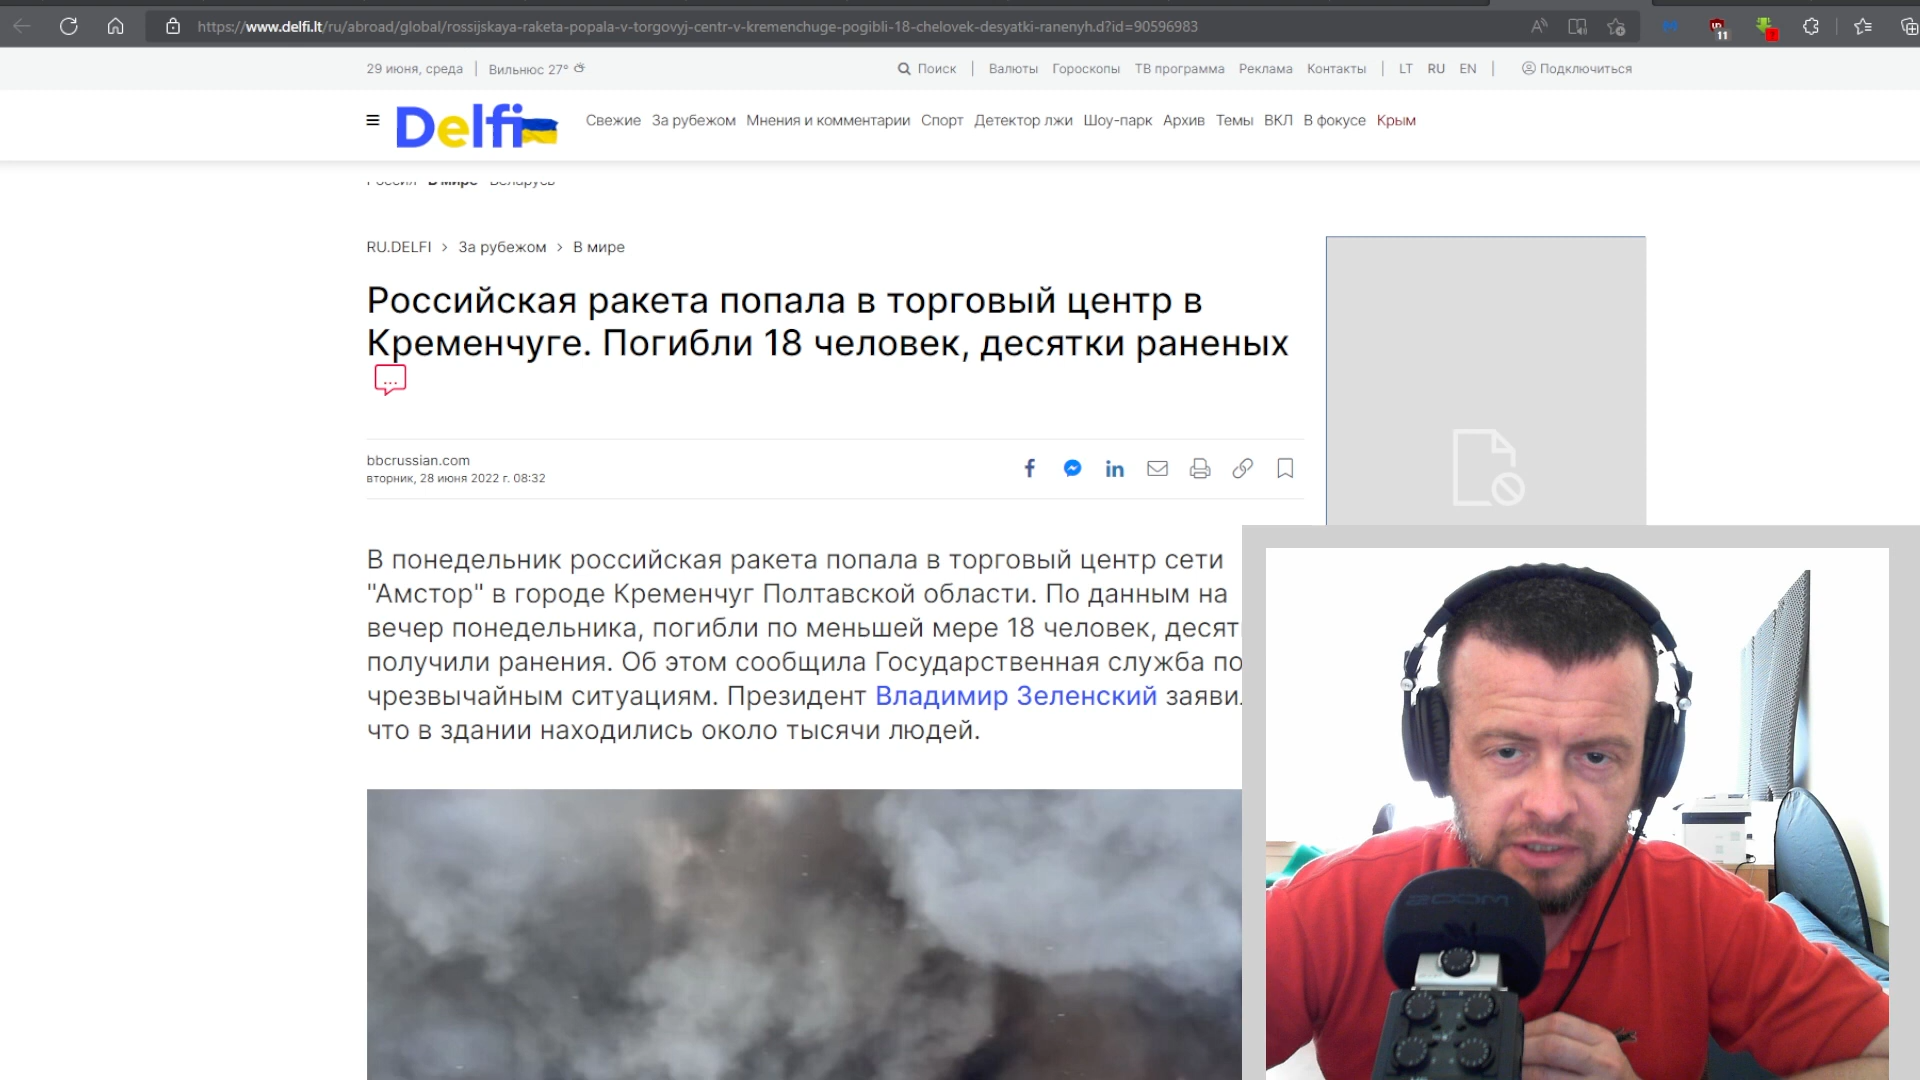 https://www.delfi.lt/ru/abroad/global/rossijskaya-raketa-popala-v-torgovyj-centr-v-kremenchuge-pogibli-18-chelovek-desyatki-ranenyh.d?id=90596983
11
29 июня, среда | Вильнюс 27°
Поиск | Валюты Гороскопы ТВ программа Реклама Контакты | LT RU EN | Подключиться
Delfi
Свежие За рубежом Мнения и комментарии Спорт Детектор лжи Шоу-парк Архив Темы ВКЛ В фокусе Крым
Россия В мире Беларусь
RU.DELFI > За рубежом > В мире
Российская ракета попала в торговый центр в
Кременчуге. Погибли 18 человек, десятки раненых
...
bbcrussian.com
вторник, 28 июня 2022 г. 08:32
В понедельник российская ракета попала в торговый центр сети
"Амстор" в городе Кременчуг Полтавской области. По данным на
вечер понедельника, погибли по меньшей мере 18 человек, десят
получили ранения. Об этом сообщила Государственная служба по
чрезвычайным ситуациям. Президент Владимир Зеленский заяви
что в здании находились около тысячи людей.
zoom